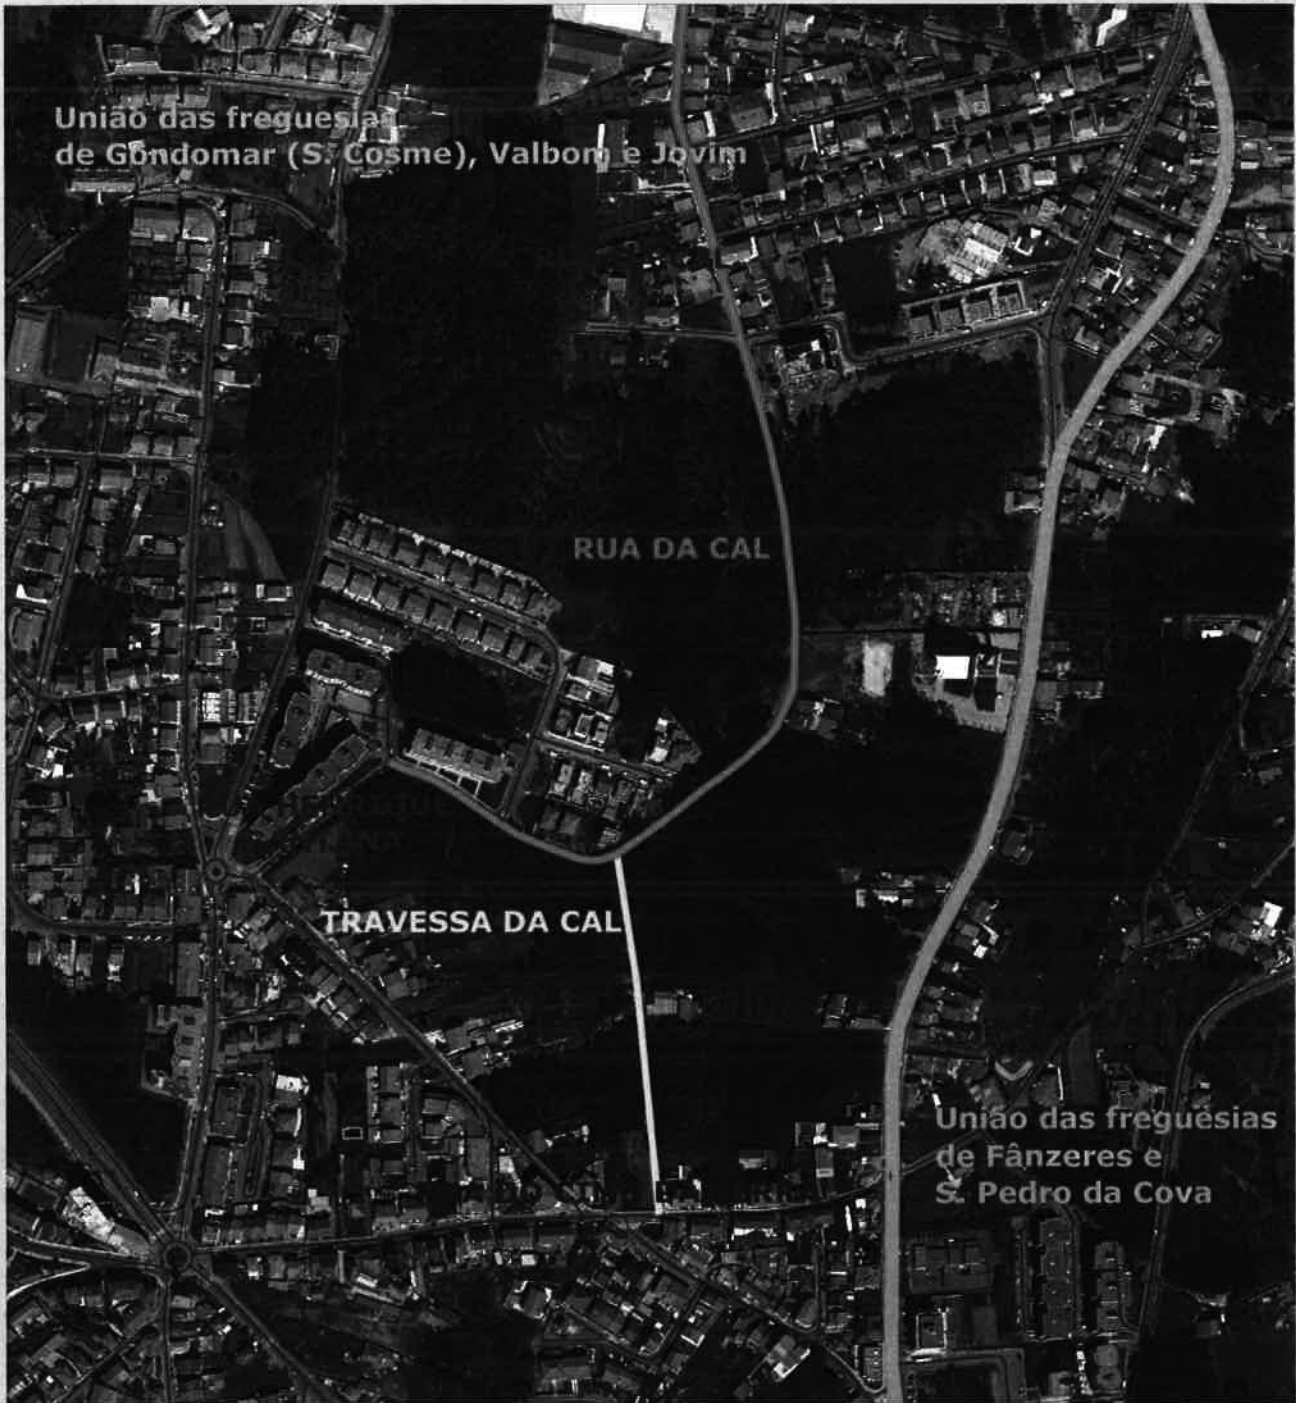 União das freguesias
de Gondomar (S. Cosme), Valbom e Jovim
RUA DA CAL
TRAVESSA DA CAL
União das freguesias
de Fânzeres e
S. Pedro da Cova